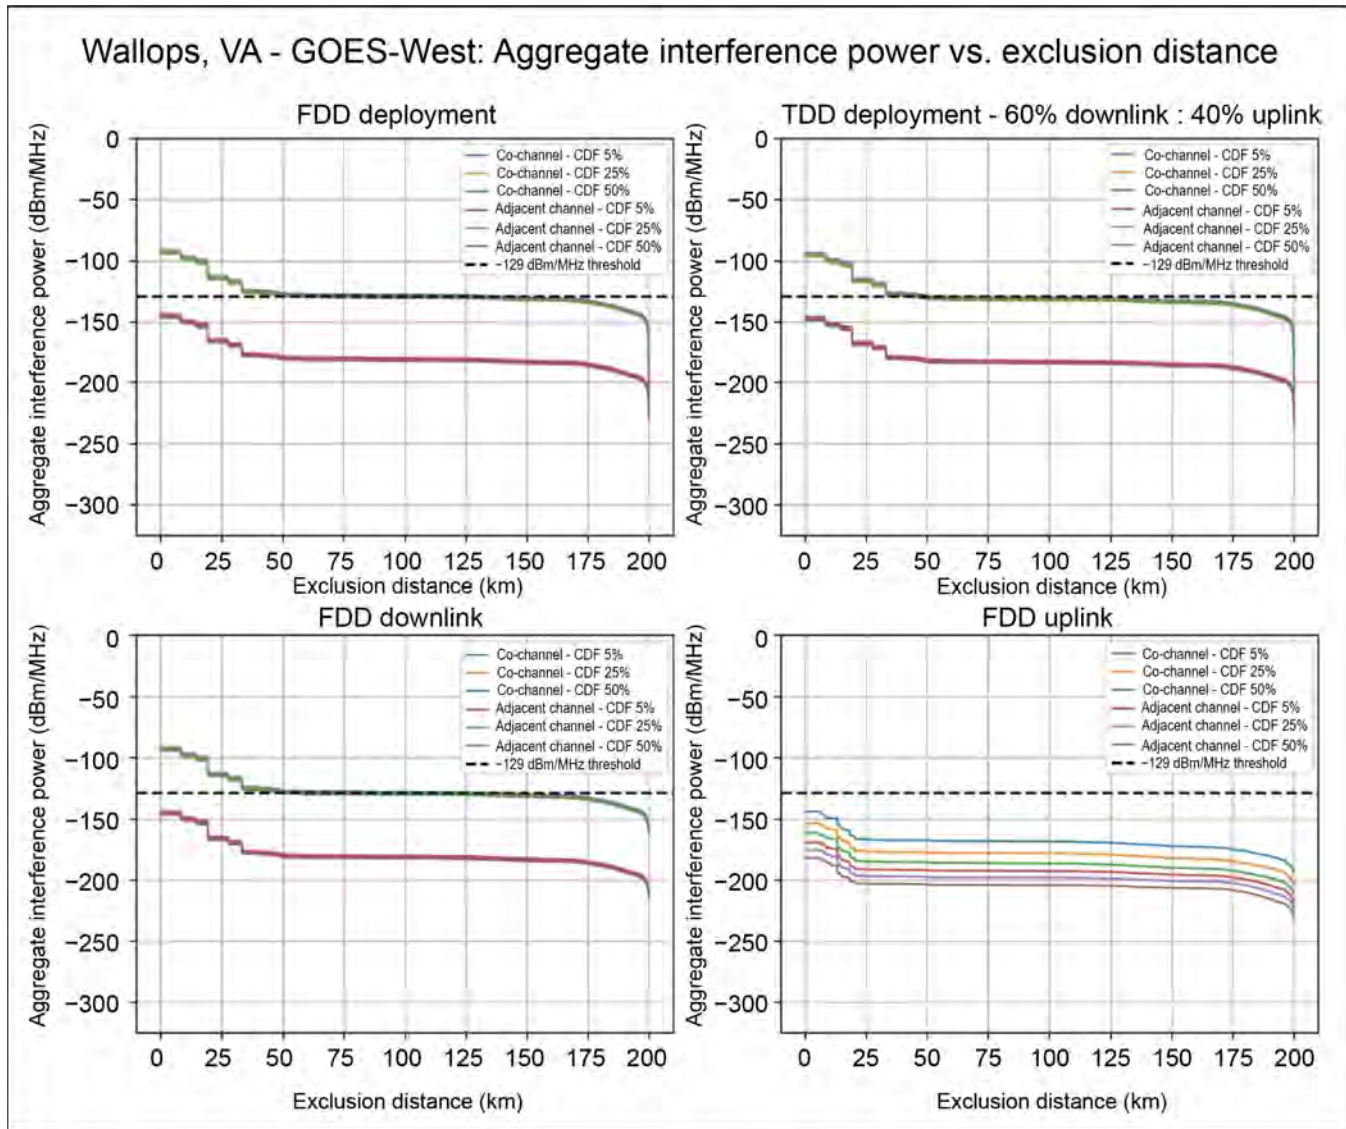 Wallops, VA - GOES-West: Aggregate interference power vs. exclusion distance
FDD deployment
Aggregate interference power (dBm/MHz)
0
−50
−100
−150
−200
−250
−300
Co-channel - CDF 5%
Co-channel - CDF 25%
Co-channel - CDF 50%
Adjacent channel - CDF 5%
Adjacent channel - CDF 25%
Adjacent channel - CDF 50%
−129 dBm/MHz threshold
0 25 50 75 100 125 150 175 200
Exclusion distance (km)
TDD deployment - 60% downlink : 40% uplink
Aggregate interference power (dBm/MHz)
0
−50
−100
−150
−200
−250
−300
Co-channel - CDF 5%
Co-channel - CDF 25%
Co-channel - CDF 50%
Adjacent channel - CDF 5%
Adjacent channel - CDF 25%
Adjacent channel - CDF 50%
−129 dBm/MHz threshold
0 25 50 75 100 125 150 175 200
Exclusion distance (km)
FDD downlink
Aggregate interference power (dBm/MHz)
0
−50
−100
−150
−200
−250
−300
Co-channel - CDF 5%
Co-channel - CDF 25%
Co-channel - CDF 50%
Adjacent channel - CDF 5%
Adjacent channel - CDF 25%
Adjacent channel - CDF 50%
−129 dBm/MHz threshold
0 25 50 75 100 125 150 175 200
Exclusion distance (km)
FDD uplink
Aggregate interference power (dBm/MHz)
0
−50
−100
−150
−200
−250
−300
Co-channel - CDF 5%
Co-channel - CDF 25%
Co-channel - CDF 50%
Adjacent channel - CDF 5%
Adjacent channel - CDF 25%
Adjacent channel - CDF 50%
−129 dBm/MHz threshold
0 25 50 75 100 125 150 175 200
Exclusion distance (km)